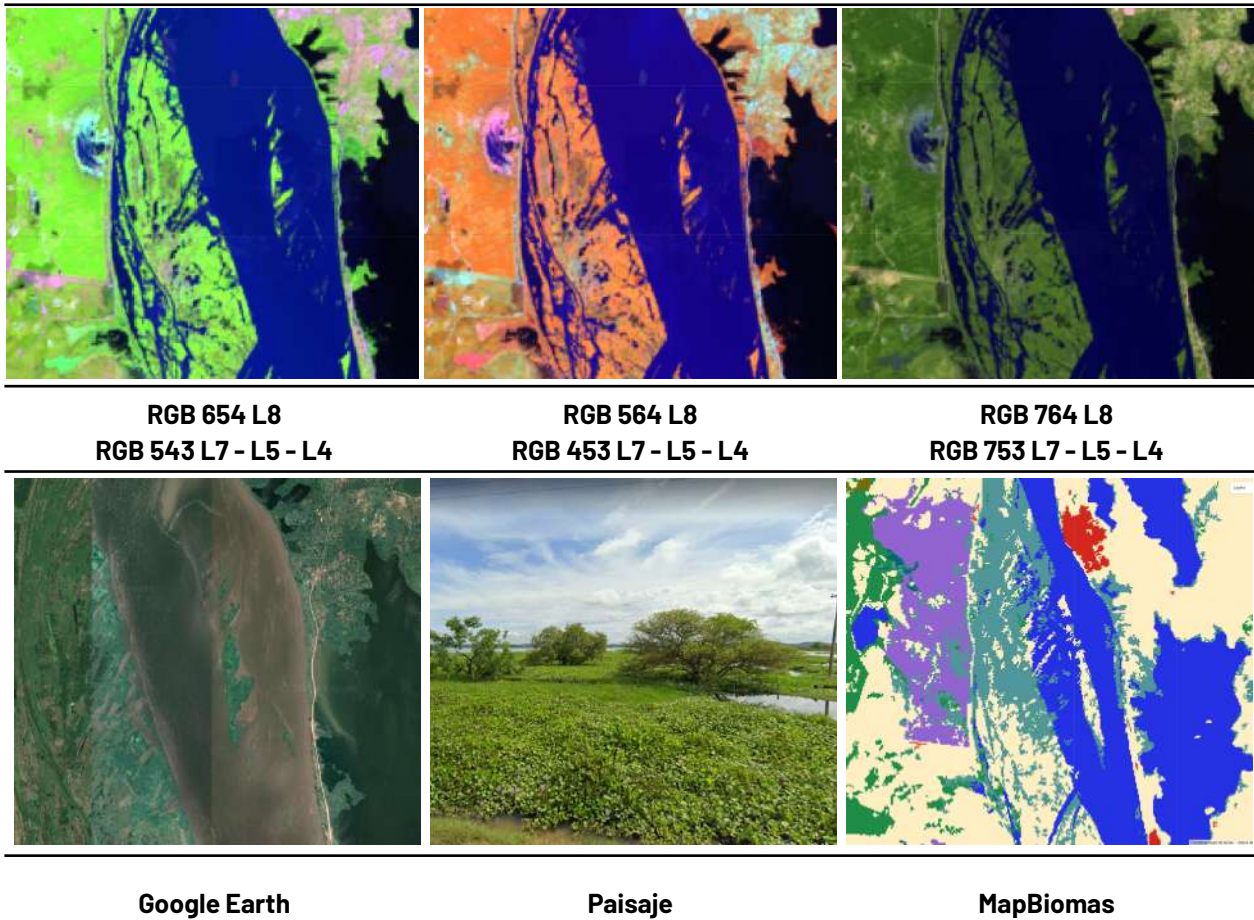 RGB 654 L8
RGB 543 L7 - L5 - L4
RGB 564 L8
RGB 453 L7 - L5 - L4
RGB 764 L8
RGB 753 L7 - L5 - L4
Google Earth
Paisaje
MapBiomas